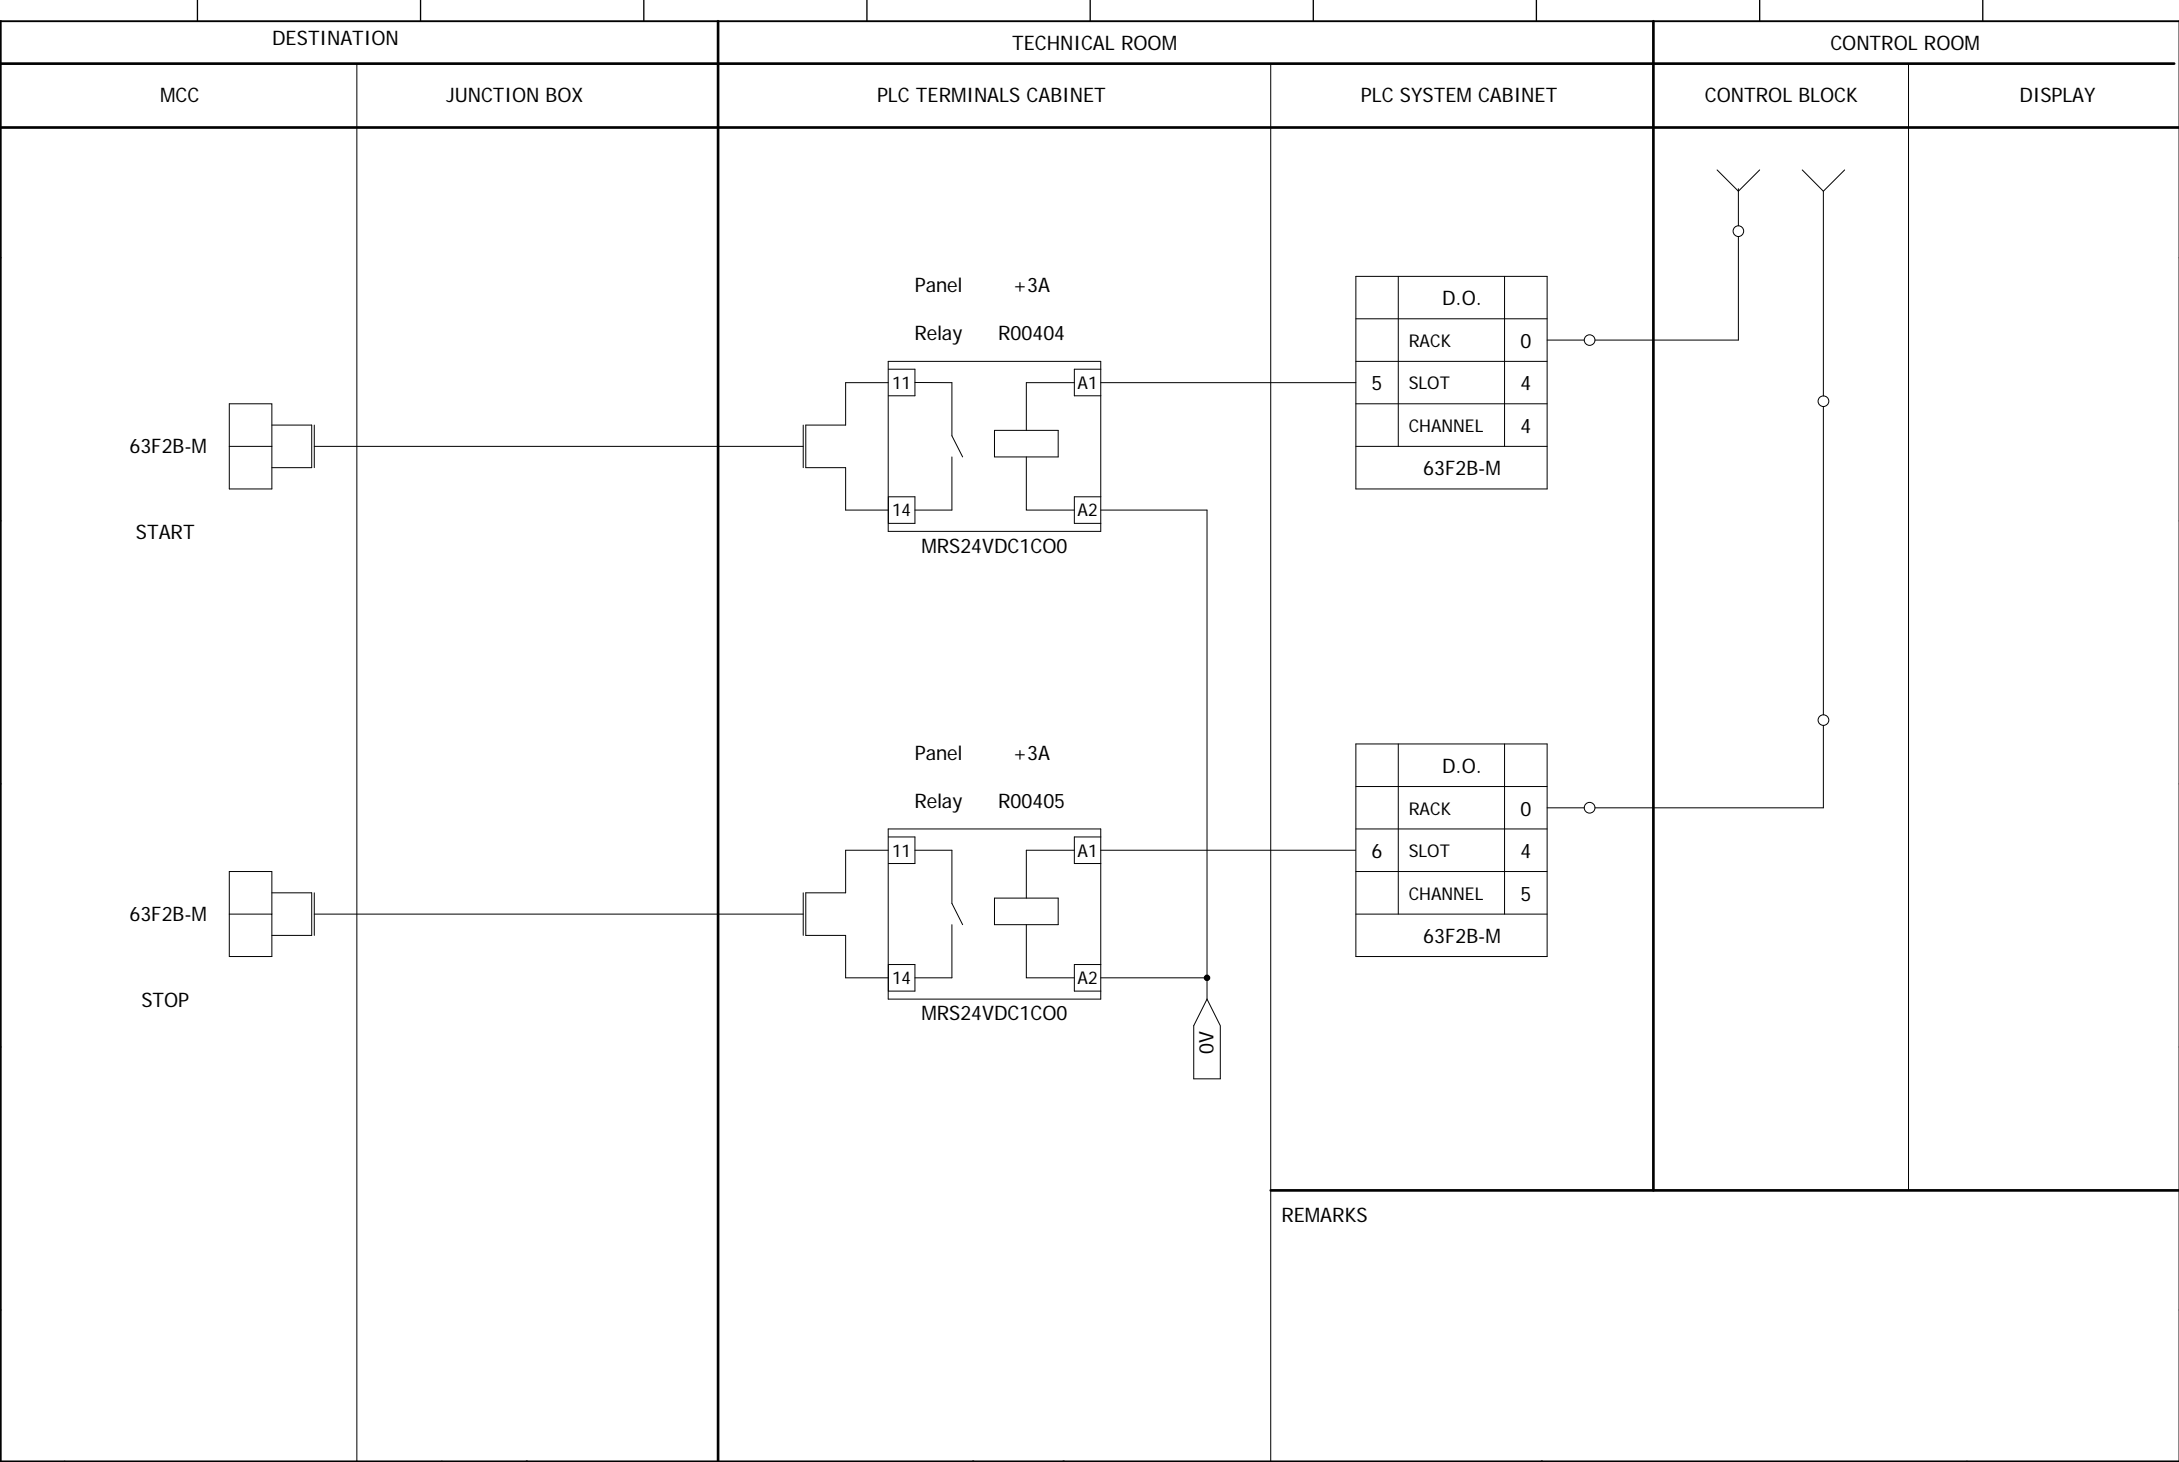 DESTINATION TECHNICAL ROOM CONTROL ROOM
MCC JUNCTION BOX PLC TERMINALS CABINET PLC SYSTEM CABINET CONTROL BLOCK DISPLAY
Panel +3A
Relay R00404
11 A1
14 A2
MRS24VDC1CO0
63F2B-M
START
D.O.
RACK 0
5 SLOT 4
CHANNEL 4
63F2B-M
Panel +3A
Relay R00405
11 A1
14 A2
MRS24VDC1CO0
63F2B-M
STOP
D.O.
RACK 0
6 SLOT 4
CHANNEL 5
63F2B-M
0V
REMARKS